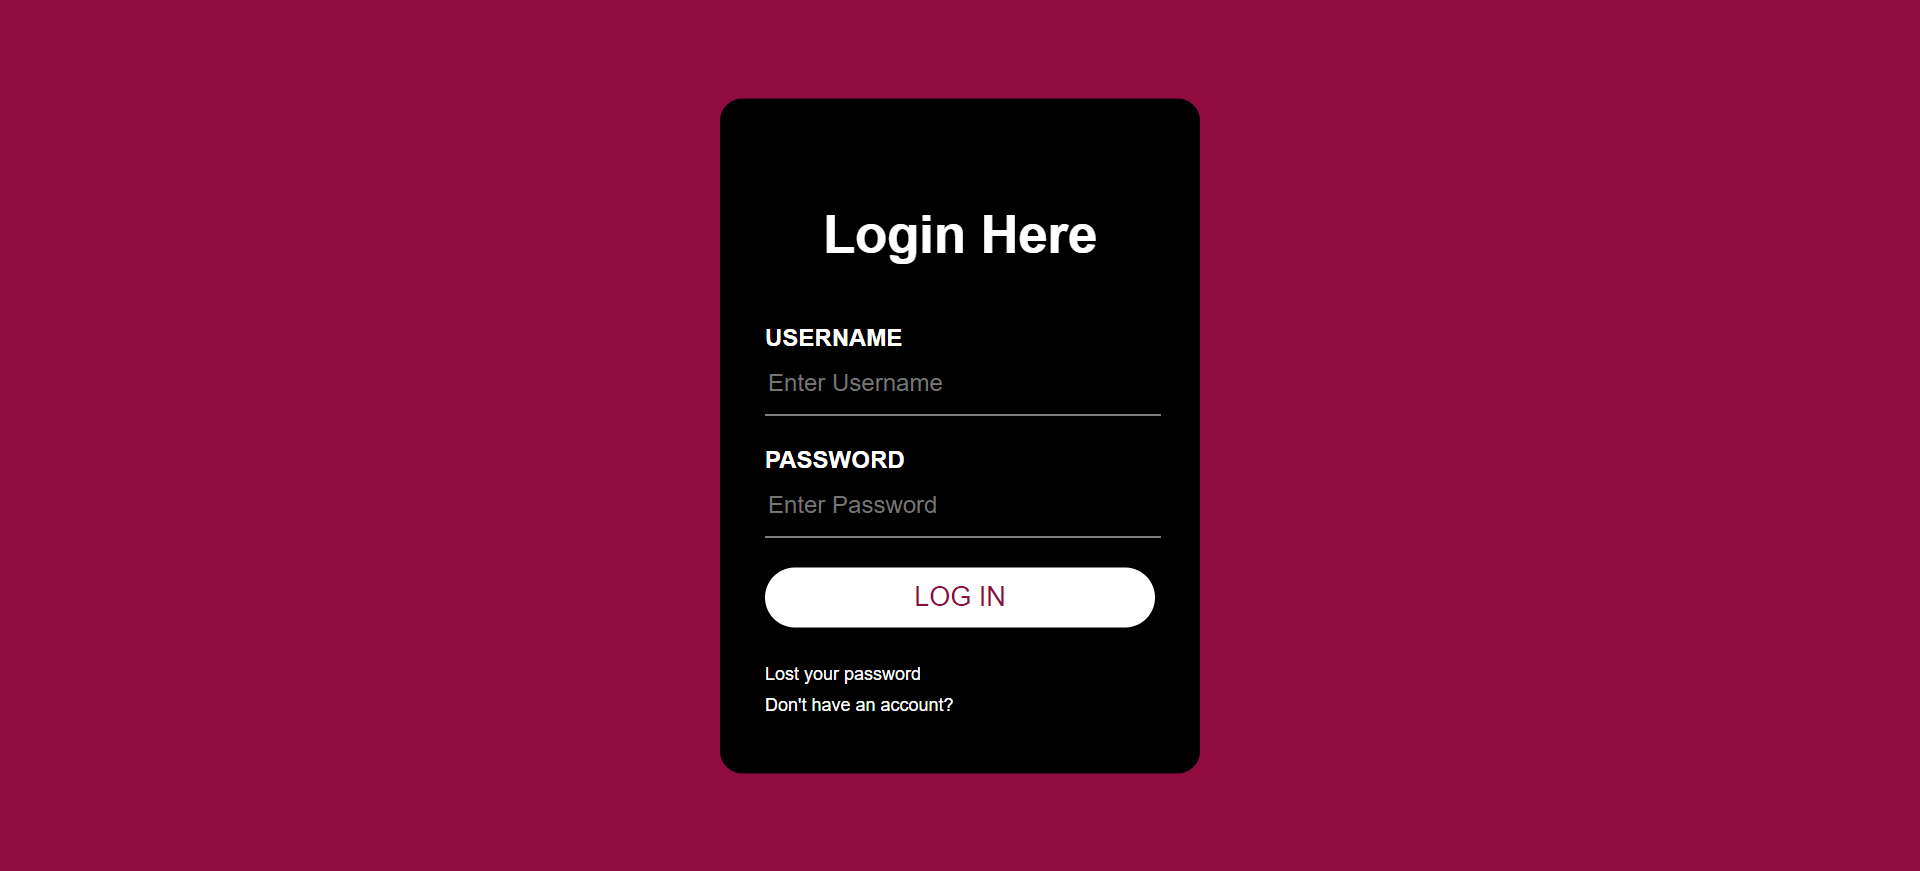 Login Here
USERNAME
Enter Username
PASSWORD
Enter Password
LOG IN
Lost your password
Don't have an account?